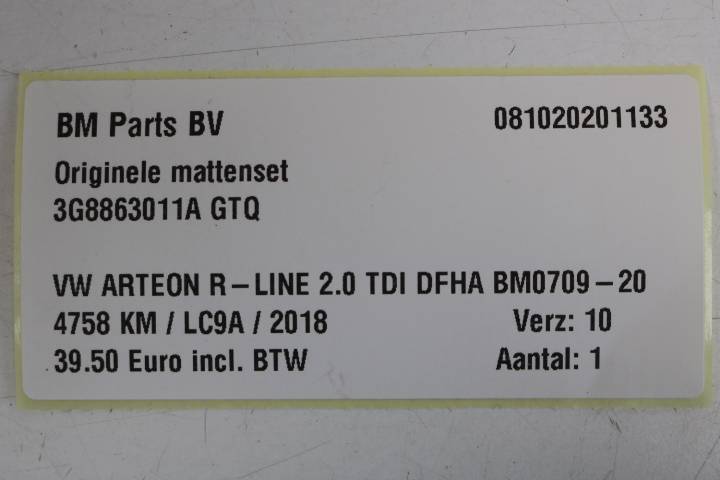 BM Parts BV 081020201133
Originele mattenset
3G8863011A GTQ
VW ARTEON R-LINE 2.0 TDI DFHA BM0709-20
4758 KM / LC9A / 2018 Verz: 10
39.50 Euro incl. BTW Aantal: 1